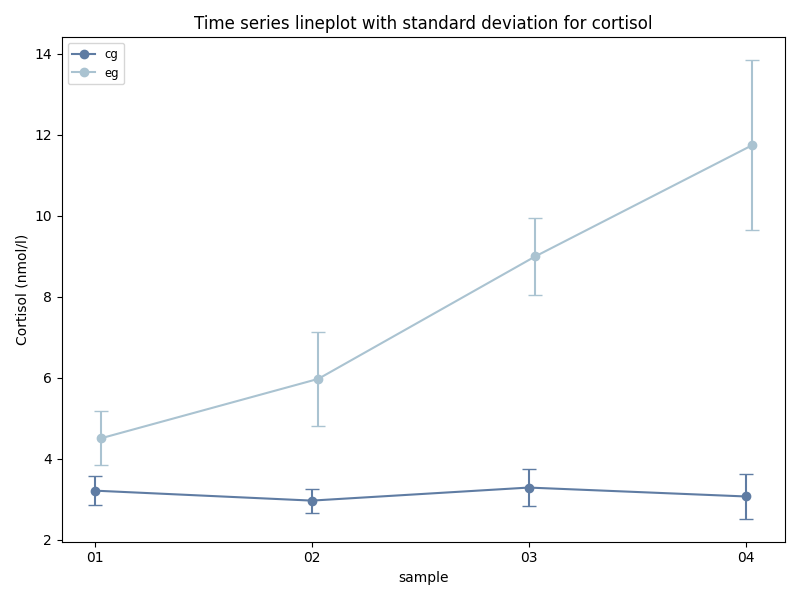 Time series lineplot with standard deviation for cortisol
cg
eg
14
12
10
8
6
4
2
Cortisol (nmol/l)
01 02 03 04
sample